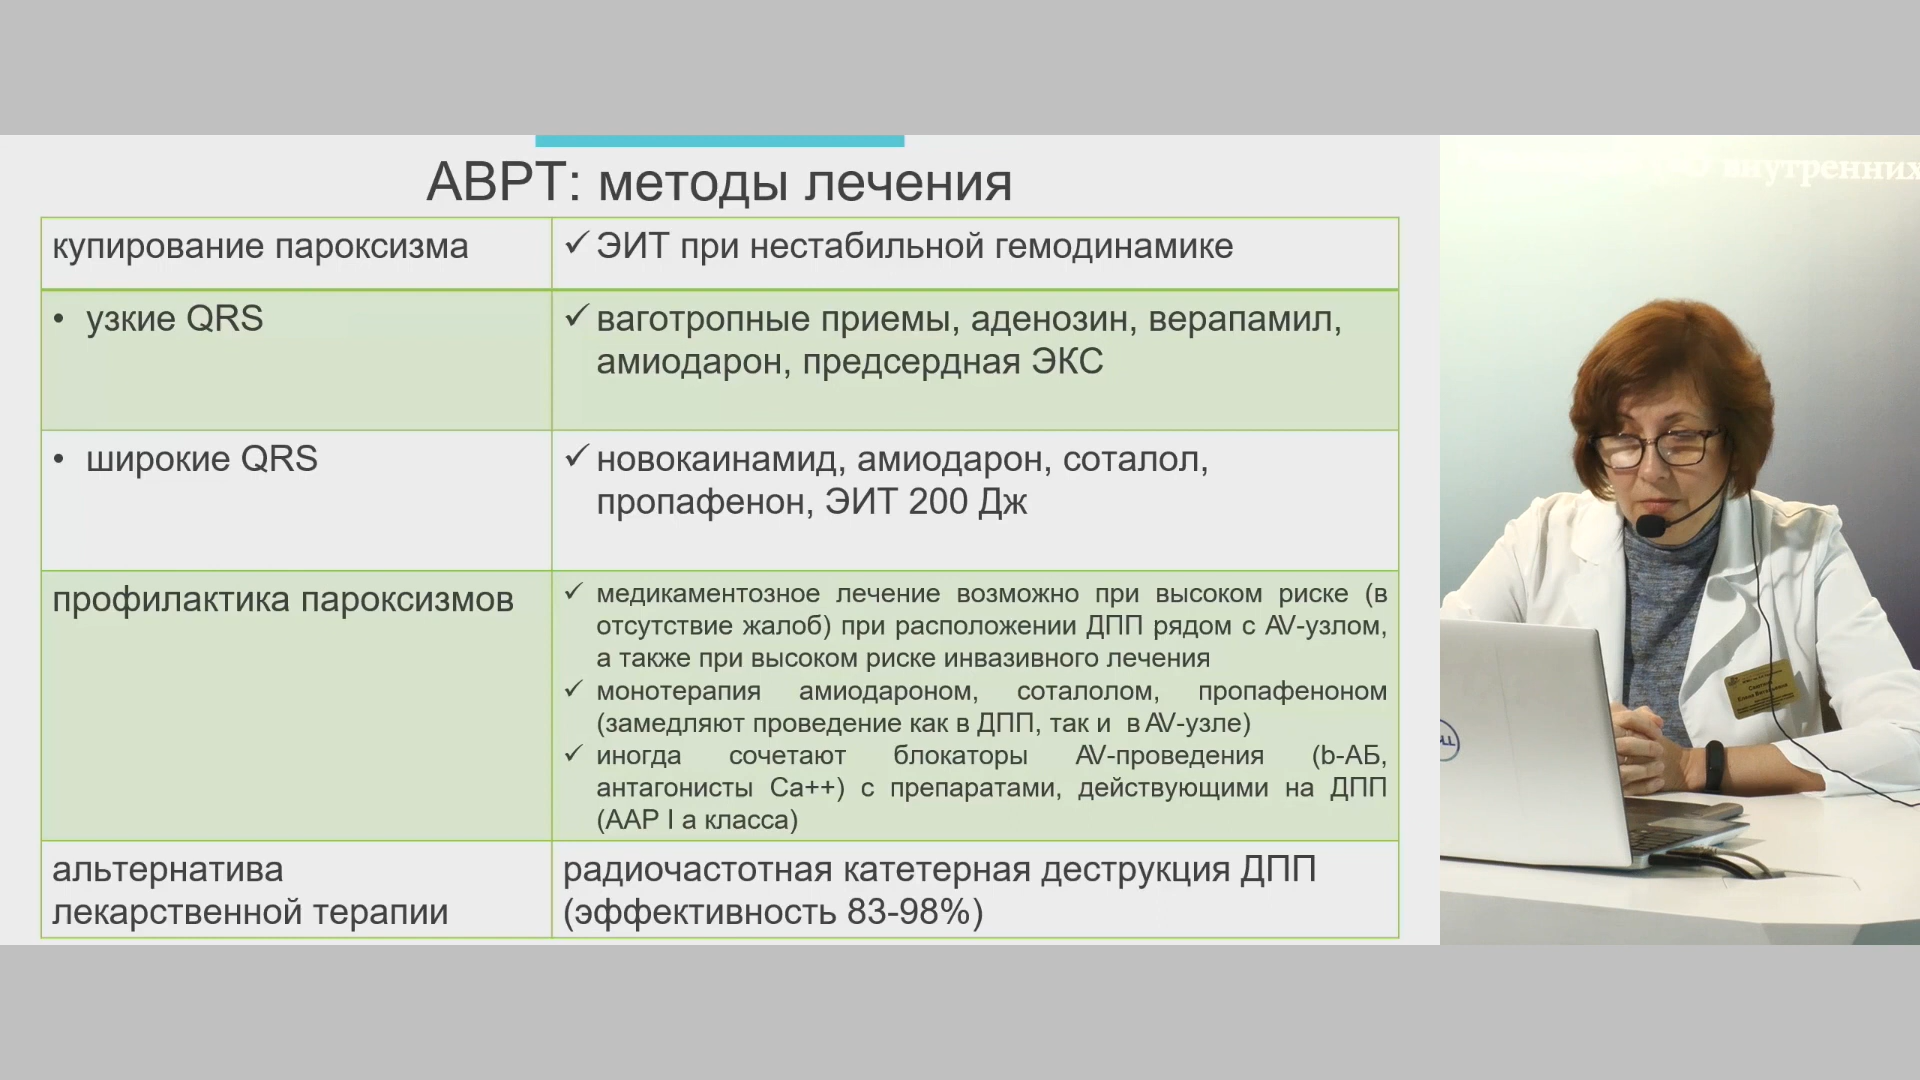 АВРТ: методы лечения
купирование пароксизма
✓ ЭИТ при нестабильной гемодинамике
• узкие QRS
✓ ваготропные приемы, аденозин, верапамил,
амиодарон, предсердная ЭКС
• широкие QRS
✓ новокаинамид, амиодарон, соталол,
пропафенон, ЭИТ 200 Дж
профилактика пароксизмов
✓ медикаментозное лечение возможно при высоком риске (в
отсутствие жалоб) при расположении ДПП рядом с AV-узлом,
а также при высоком риске инвазивного лечения
✓ монотерапия амиодароном, соталолом, пропафеноном
(замедляют проведение как в ДПП, так и в AV-узле)
✓ иногда сочетают блокаторы AV-проведения (b-АБ,
антагонисты Ca++) с препаратами, действующими на ДПП
(ААР I а класса)
альтернатива
лекарственной терапии
радиочастотная катетерная деструкция ДПП
(эффективность 83-98%)
внутренних